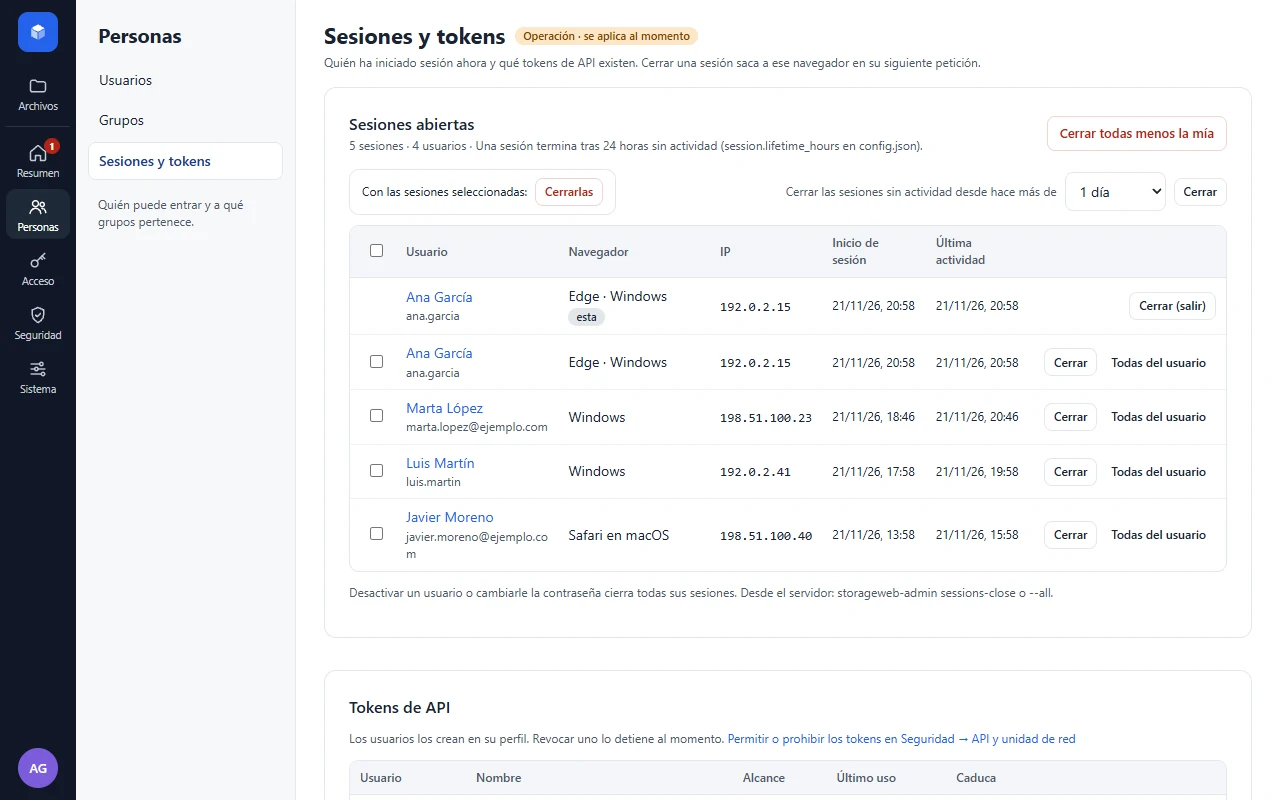 Archivos
1
Resumen
Personas
Acceso
Seguridad
Sistema
AG
Personas
Usuarios
Grupos
Sesiones y tokens
Quién puede entrar y a qué
grupos pertenece.
Sesiones y tokens
Operación · se aplica al momento
Quién ha iniciado sesión ahora y qué tokens de API existen. Cerrar una sesión saca a ese navegador en su siguiente petición.
Sesiones abiertas
5 sesiones · 4 usuarios · Una sesión termina tras 24 horas sin actividad (session.lifetime_hours en config.json).
Cerrar todas menos la mía
Con las sesiones seleccionadas: Cerrarlas
Cerrar las sesiones sin actividad desde hace más de 1 día Cerrar
Usuario Navegador IP Inicio de sesión Última actividad
Ana García Edge · Windows 192.0.2.15 21/11/26, 20:58 21/11/26, 20:58 Cerrar (salir)
ana.garcia esta
Ana García Edge · Windows 192.0.2.15 21/11/26, 20:58 21/11/26, 20:58 Cerrar Todas del usuario
ana.garcia
Marta López Windows 198.51.100.23 21/11/26, 18:46 21/11/26, 20:46 Cerrar Todas del usuario
marta.lopez@ejemplo.com
Luis Martín Windows 192.0.2.41 21/11/26, 17:58 21/11/26, 19:58 Cerrar Todas del usuario
luis.martin
Javier Moreno Safari en macOS 198.51.100.40 21/11/26, 13:58 21/11/26, 15:58 Cerrar Todas del usuario
javier.moreno@ejemplo.co
m
Desactivar un usuario o cambiarle la contraseña cierra todas sus sesiones. Desde el servidor: storageweb-admin sessions-close o --all.
Tokens de API
Los usuarios los crean en su perfil. Revocar uno lo detiene al momento. Permitir o prohibir los tokens en Seguridad → API y unidad de red
Usuario Nombre Alcance Último uso Caduca